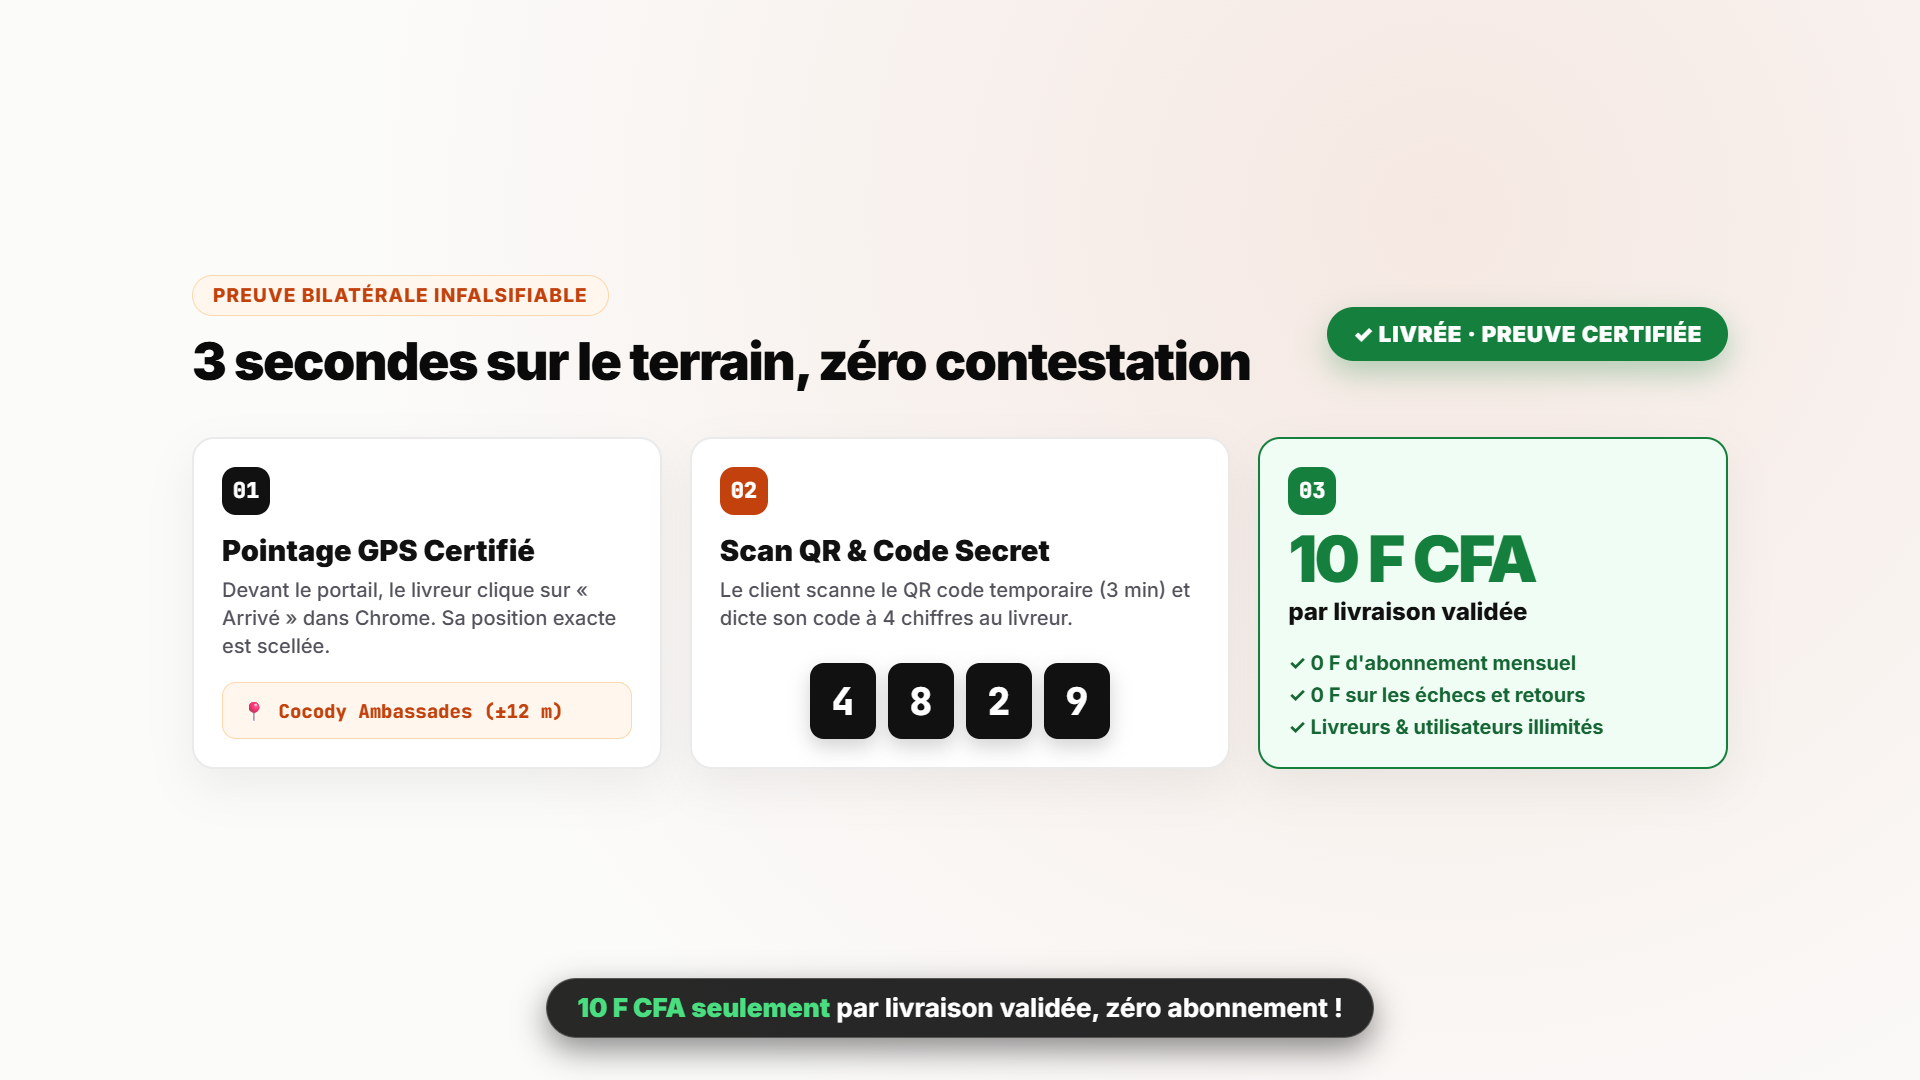 PREUVE BILATÉRALE INFALSIFIABLE
3 secondes sur le terrain, zéro contestation
✓ LIVRÉE · PREUVE CERTIFIÉE
01
Pointage GPS Certifié
Devant le portail, le livreur clique sur «
Arrivé » dans Chrome. Sa position exacte
est scellée.
📍 Cocody Ambassades (±12 m)
02
Scan QR & Code Secret
Le client scanne le QR code temporaire (3 min) et
dicte son code à 4 chiffres au livreur.
4 8 2 9
03
10 F CFA
par livraison validée
✓ 0 F d'abonnement mensuel
✓ 0 F sur les échecs et retours
✓ Livreurs & utilisateurs illimités
10 F CFA seulement par livraison validée, zéro abonnement !